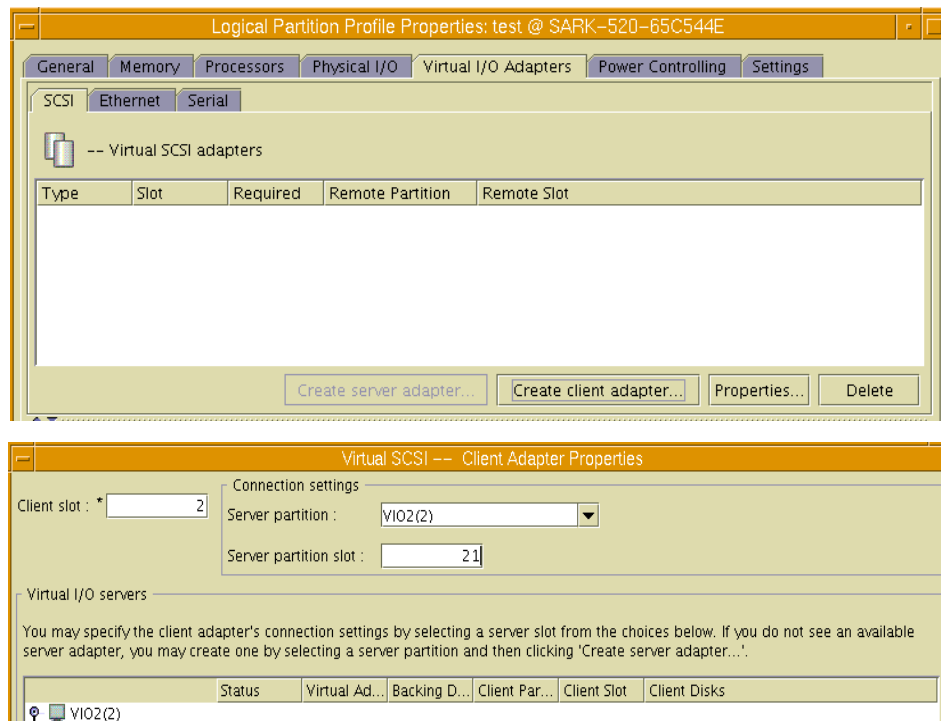 Logical Partition Profile Properties: test @ SARK-520-65C544E
General Memory Processors Physical I/O Virtual I/O Adapters Power Controlling Settings
SCSI Ethernet Serial
-- Virtual SCSI adapters
Type Slot Required Remote Partition Remote Slot
Create server adapter... Create client adapter... Properties... Delete
Virtual SCSI -- Client Adapter Properties
Connection settings
Client slot : * 2
Server partition : VIO2(2)
Server partition slot : 21
Virtual I/O servers
You may specify the client adapter's connection settings by selecting a server slot from the choices below. If you do not see an available
server adapter, you may create one by selecting a server partition and then clicking 'Create server adapter...'.
Status Virtual Ad... Backing D... Client Par... Client Slot Client Disks
VIO2(2)